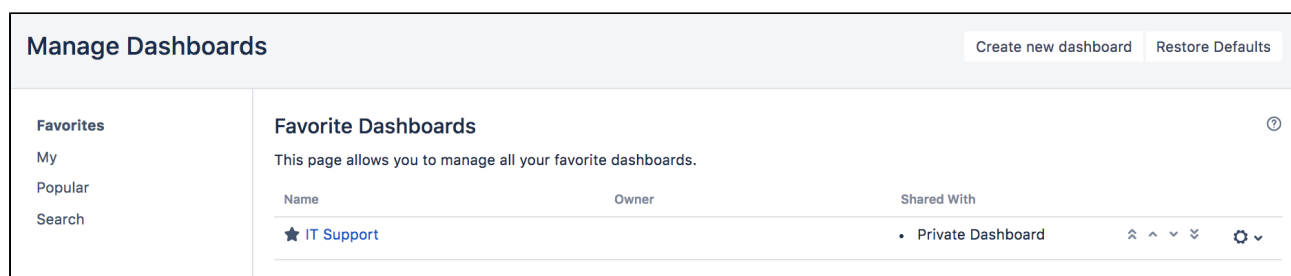 Manage Dashboards
Create new dashboard Restore Defaults
Favorites
My
Popular
Search
Favorite Dashboards
This page allows you to manage all your favorite dashboards.
Name Owner Shared With
IT Support • Private Dashboard